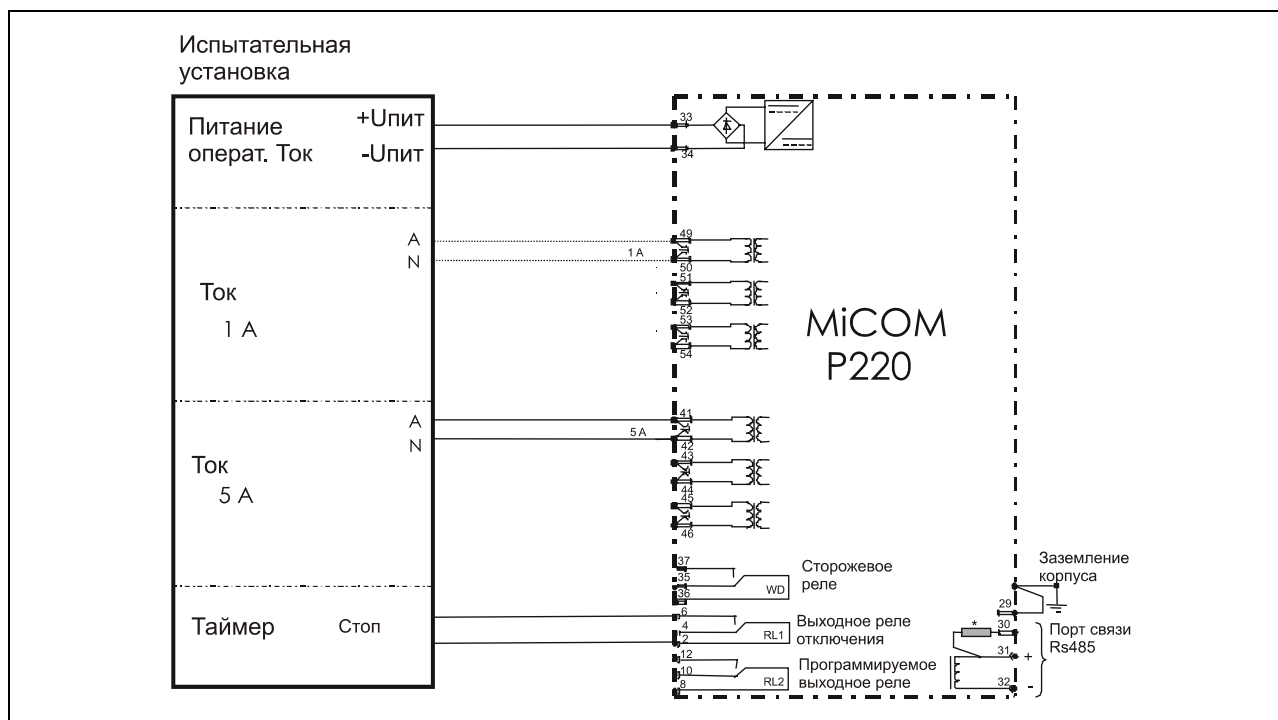 Испытательная
установка
Питание
операт. Ток
+Uпит
-Uпит
А
N
Ток
1 А
А
N
Ток
5 А
Таймер
Стоп
1 А
5 А
33
34
49
50
51
52
53
54
41
42
43
44
45
46
37
35
36
6
4
2
12
10
8
MiCOM
P220
WD
Сторожевое
реле
RL1
Выходное реле
отключения
RL2
Программируемое
выходное реле
Заземление
корпуса
29
*
30
31
+
32
-
Порт связи
Rs485